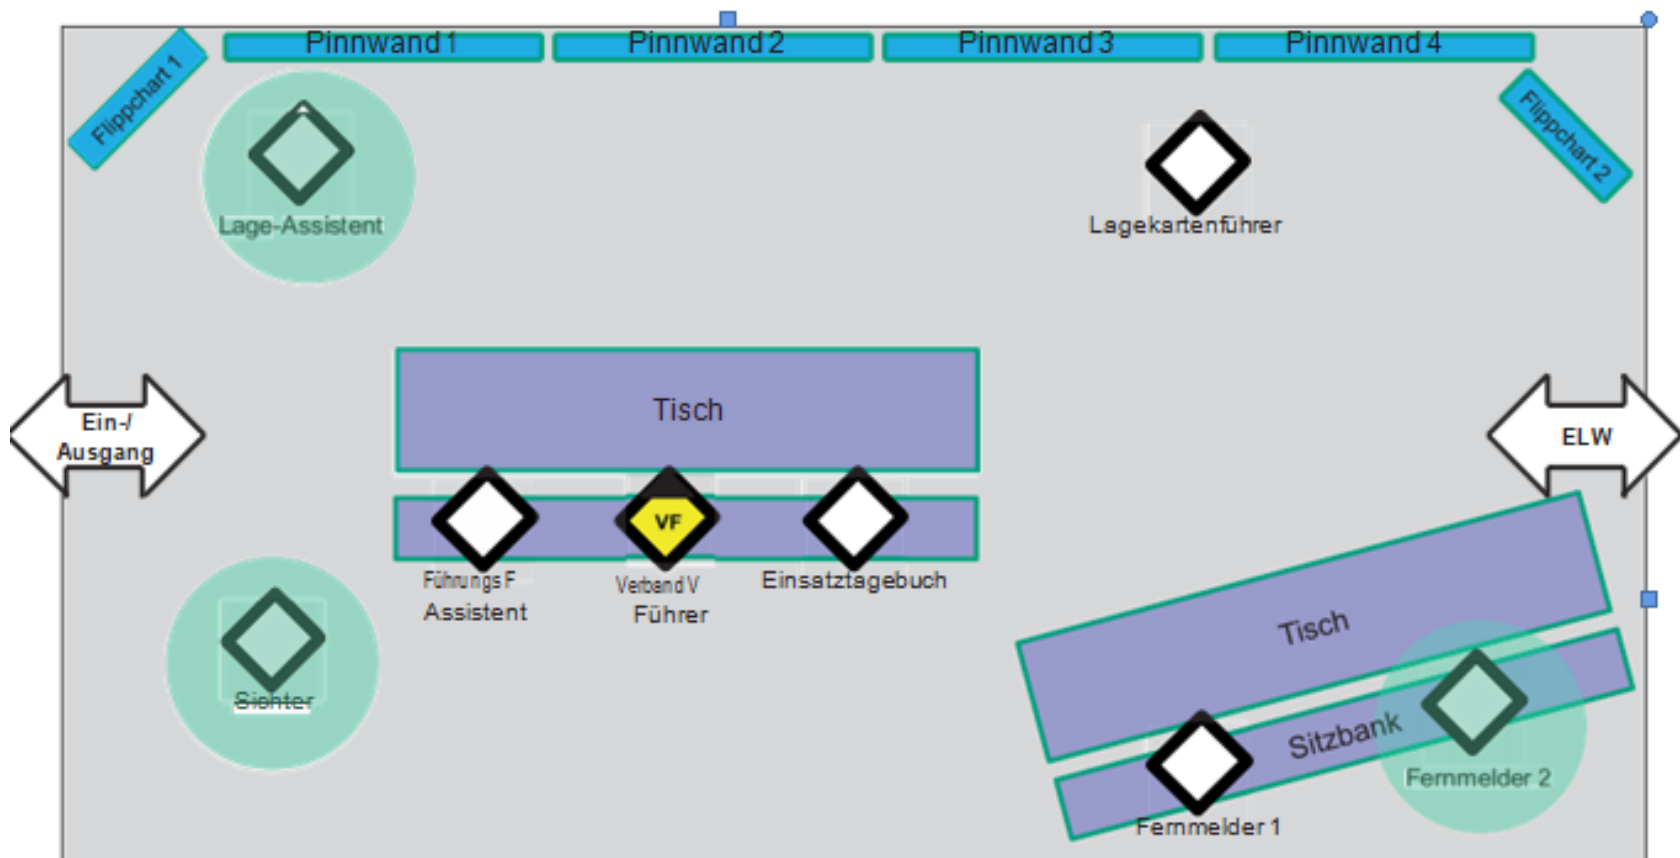 Pinnwand 1
Pinnwand 2
Pinnwand 3
Pinnwand 4
Flippchart 1
Flippchart 2
Lage-Assistent
Lagekartenführer
Ein-/
Ausgang
Tisch
ELW
VF
Führungs F
Assistent
Verband V
Führer
Einsatztagebuch
Tisch
Sichter
Sitzbank
Fernmelder 2
Fernmelder 1